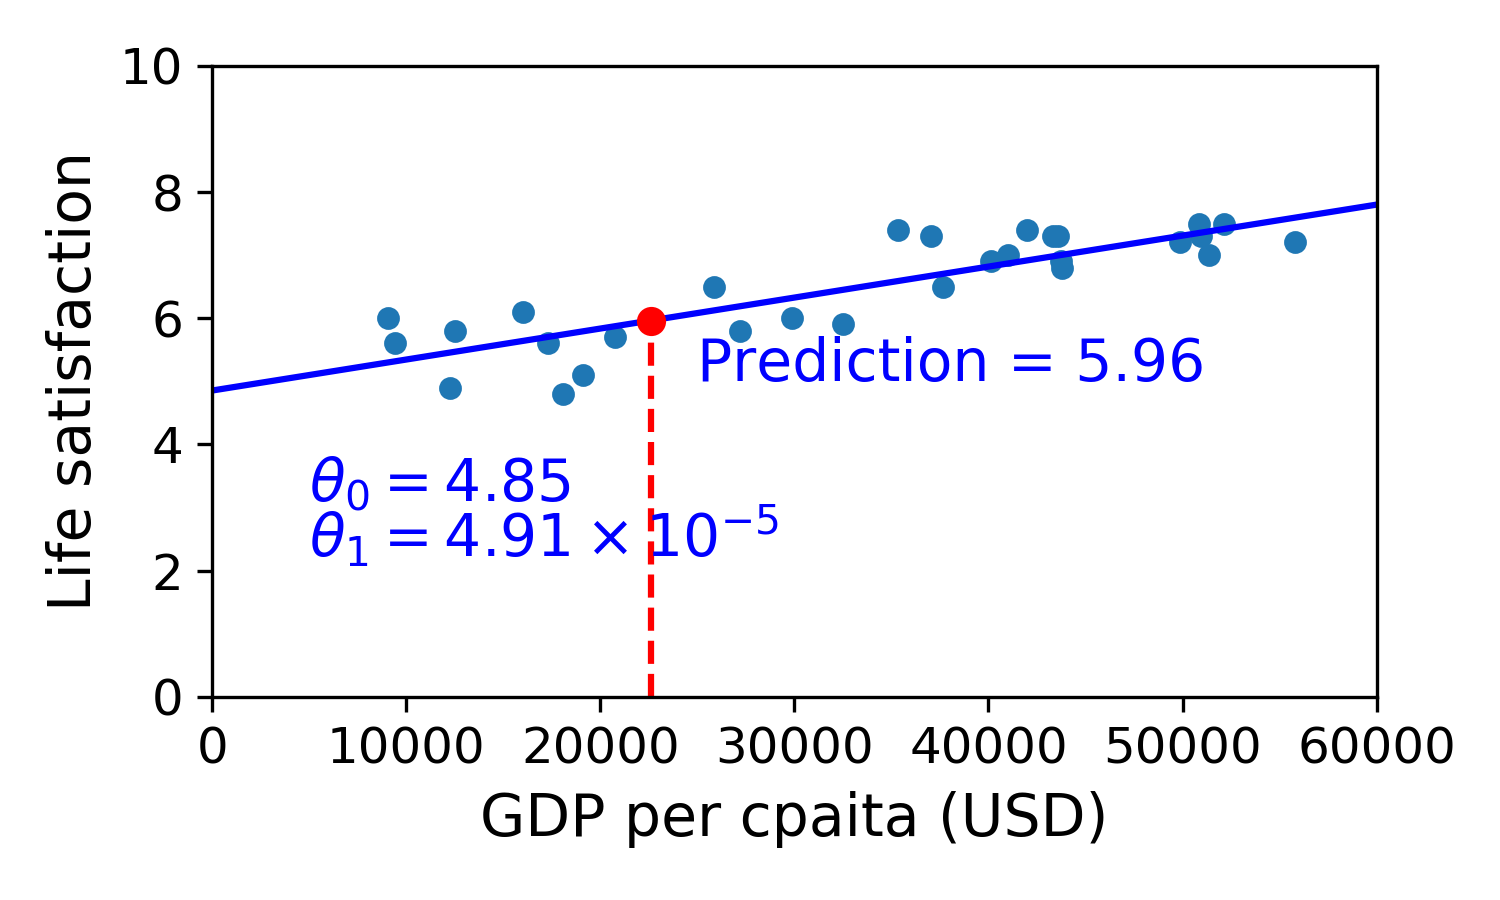 10
8
6
4
2
0
Life satisfaction
Prediction = 5.96
θ₀ = 4.85
θ₁ = 4.91 × 10⁻⁵
0 10000 20000 30000 40000 50000 60000
GDP per cpaita (USD)